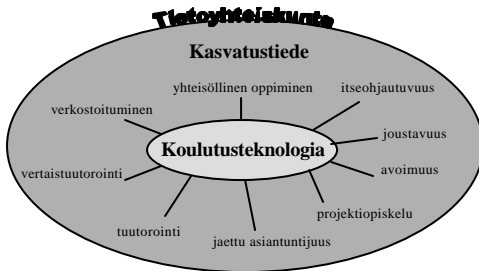 Tietoyhteiskunta
Kasvatustiede
yhteisöllinen oppiminen
itseohjautuvuus
verkostoituminen
joustavuus
Koulutusteknologia
vertaistuutorointi
avoimuus
projektiopiskelu
tuutorointi
jaettu asiantuntijuus